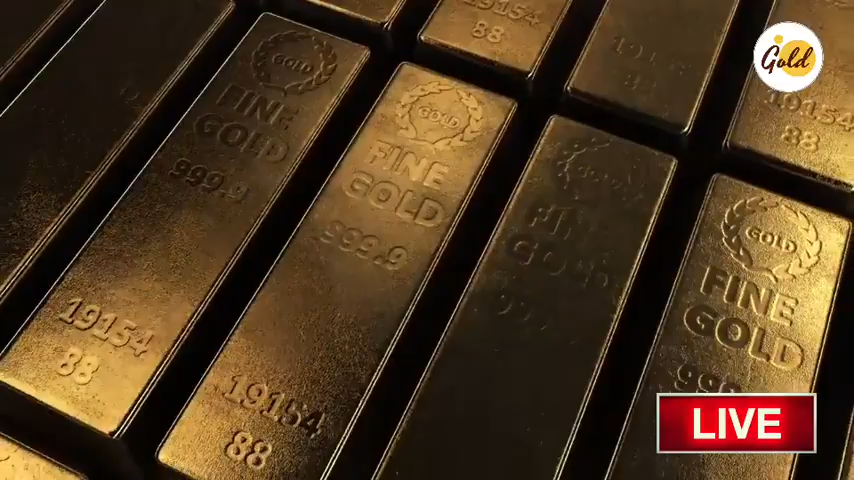 19154
88
Gold
GOLD
FINE
GOLD
999.9
19154
88
GOLD
FINE
GOLD
999.9
19154
88
19154
88
GOLD
FINE
GOLD
LIVE